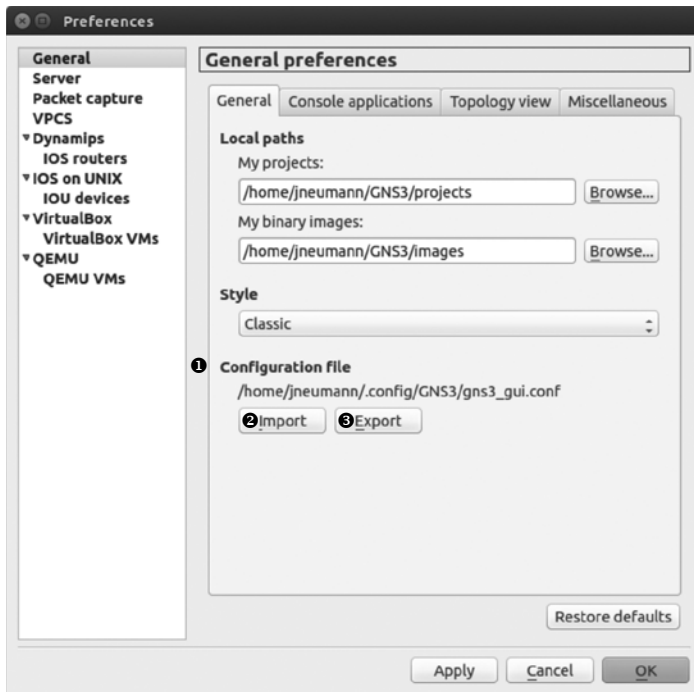 Preferences
General
Server
Packet capture
VPCS
Dynamips
IOS routers
IOS on UNIX
IOU devices
VirtualBox
VirtualBox VMs
QEMU
QEMU VMs
General preferences
General Console applications Topology view Miscellaneous
Local paths
My projects:
/home/jneumann/GNS3/projects Browse...
My binary images:
/home/jneumann/GNS3/images Browse...
Style
Classic
❶ Configuration file
/home/jneumann/.config/GNS3/gns3_gui.conf
❷Import ❸Export
Restore defaults
Apply Cancel OK